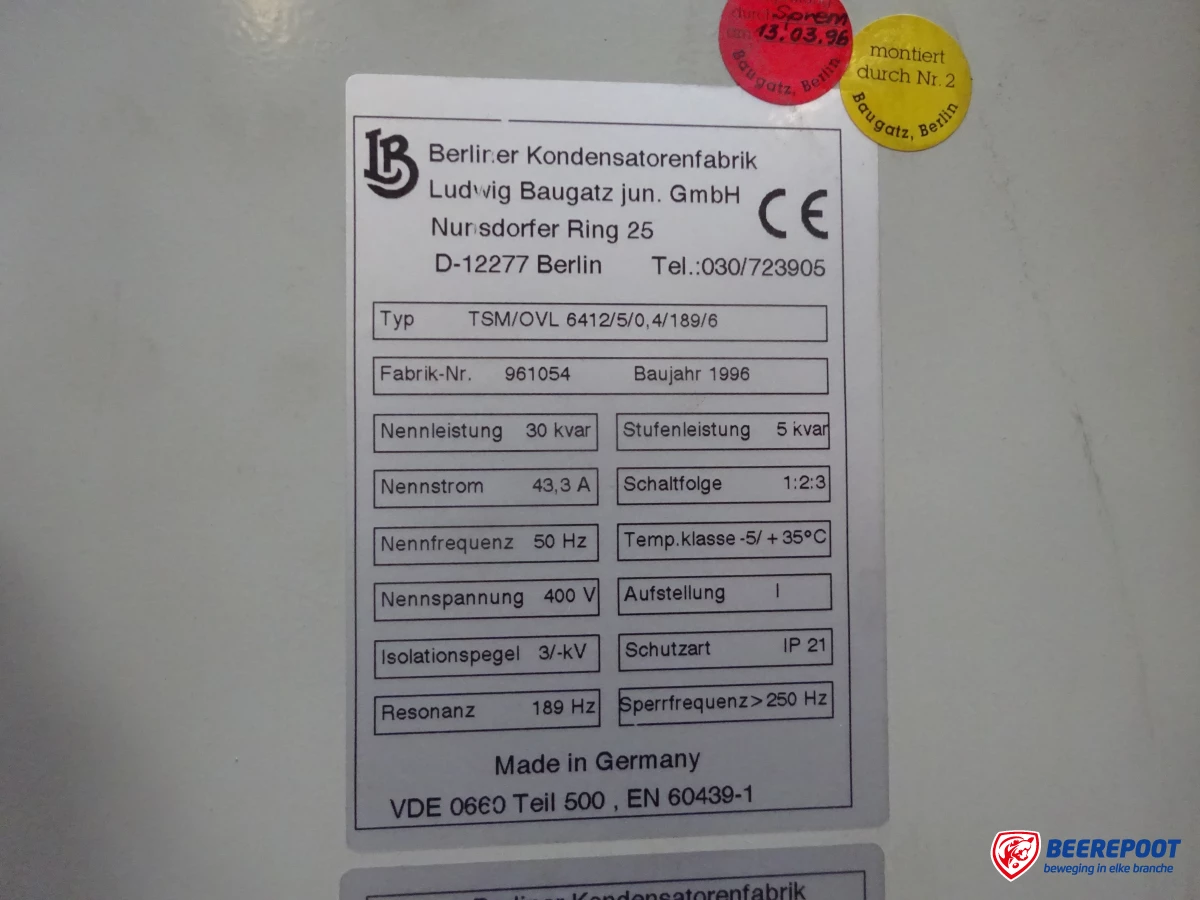 durch Sprem
am: 13.03.96
Baugatz, Berlin
montiert
durch Nr. 2
Baugatz, Berlin
LB
Berliner Kondensatorenfabrik
Ludwig Baugatz jun. GmbH
Nunsdorfer Ring 25
CE
D-12277 Berlin Tel.:030/723905
Typ TSM/OVL 6412/5/0,4/189/6
Fabrik-Nr. 961054 Baujahr 1996
Nennleistung 30 kvar Stufenleistung 5 kvar
Nennstrom 43,3 A Schaltfolge 1:2:3
Nennfrequenz 50 Hz Temp.klasse -5/ + 35°C
Nennspannung 400 V Aufstellung I
Isolationspegel 3/-kV Schutzart IP 21
Resonanz 189 Hz Sperrfrequenz > 250 Hz
Made in Germany
VDE 0660 Teil 500 , EN 60439-1
Berliner Kondensatorenfabrik
BEEREPOOT
beweging in elke branche